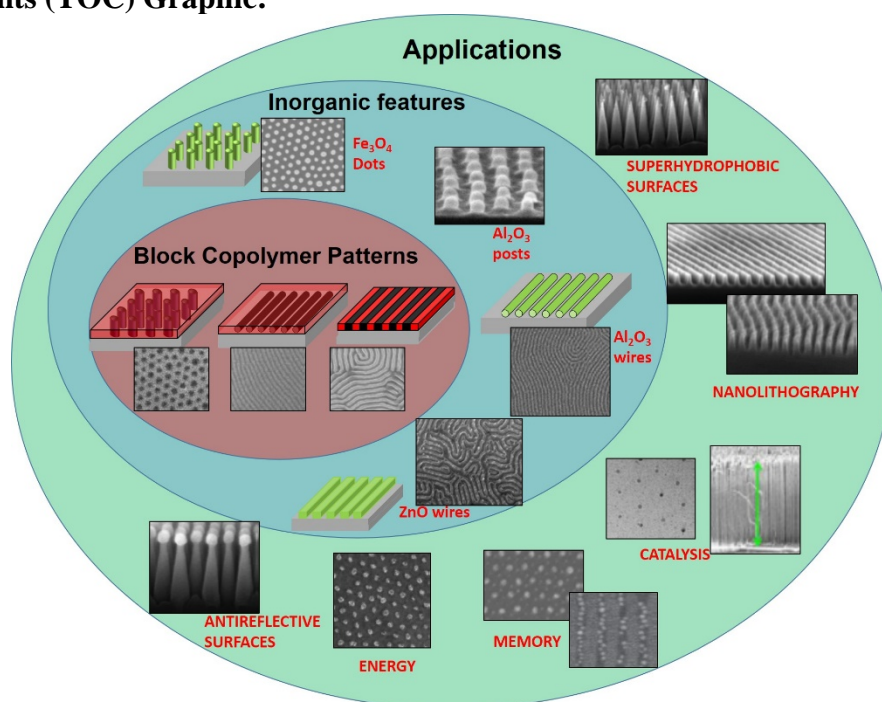 nts (TOC) Graphic.
Applications
Inorganic features
Fe₃O₄
Dots
SUPERHYDROPHOBIC
SURFACES
Al₂O₃
posts
Block Copolymer Patterns
Al₂O₃
wires
NANOLITHOGRAPHY
ZnO wires
CATALYSIS
ANTIREFLECTIVE
SURFACES
MEMORY
ENERGY